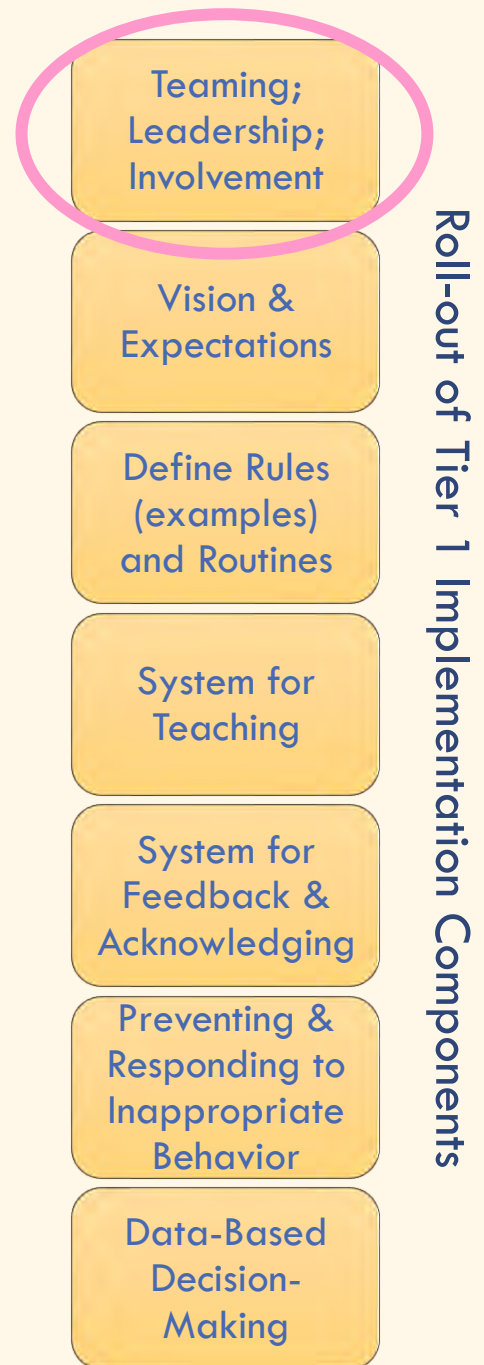 Teaming;
Leadership;
Involvement
Vision &
Expectations
Define Rules
(examples)
and Routines
System for
Teaching
System for
Feedback &
Acknowledging
Preventing &
Responding to
Inappropriate
Behavior
Data-Based
Decision-
Making
Roll-out of Tier 1 Implementation Components